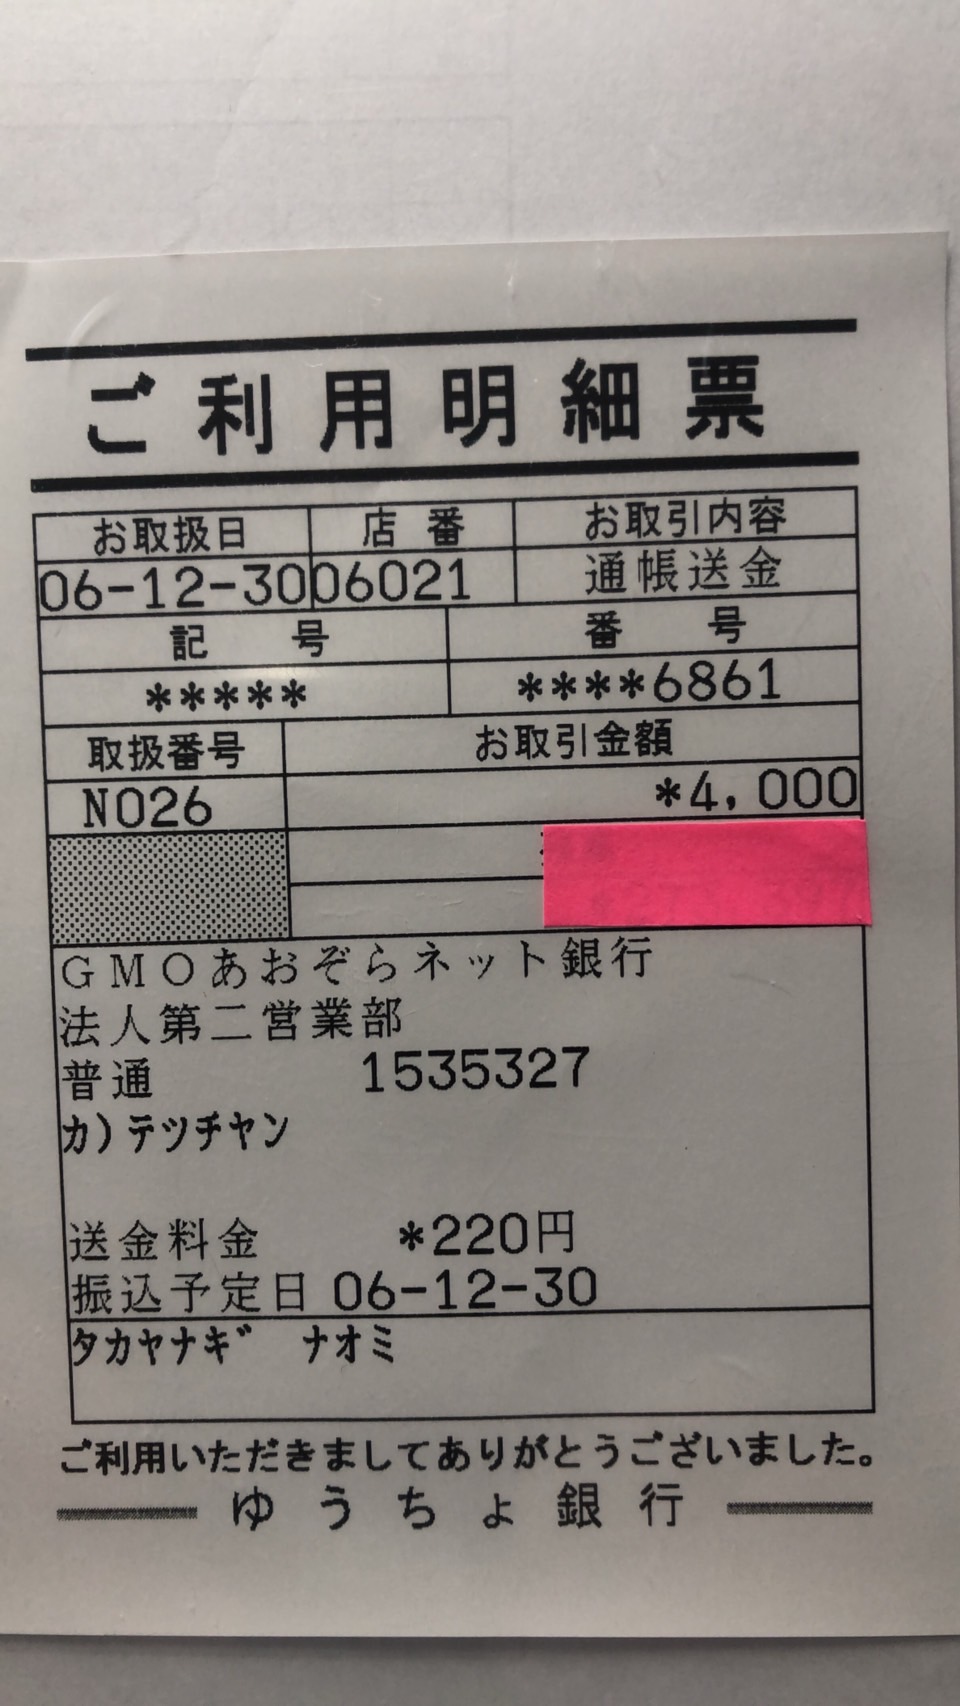 ご利用明細票
お取扱日 店番 お取引内容
06-12-30 06021 通帳送金
記号 番号
***** ****6861
取扱番号 お取引金額
N026 *4,000
GMOあおぞらネット銀行
法人第二営業部
普通 1535327
カ)テツチヤン
送金料金 *220円
振込予定日 06-12-30
タカヤナギ ナオミ
ご利用いただきましてありがとうございました。
ゆうちょ銀行